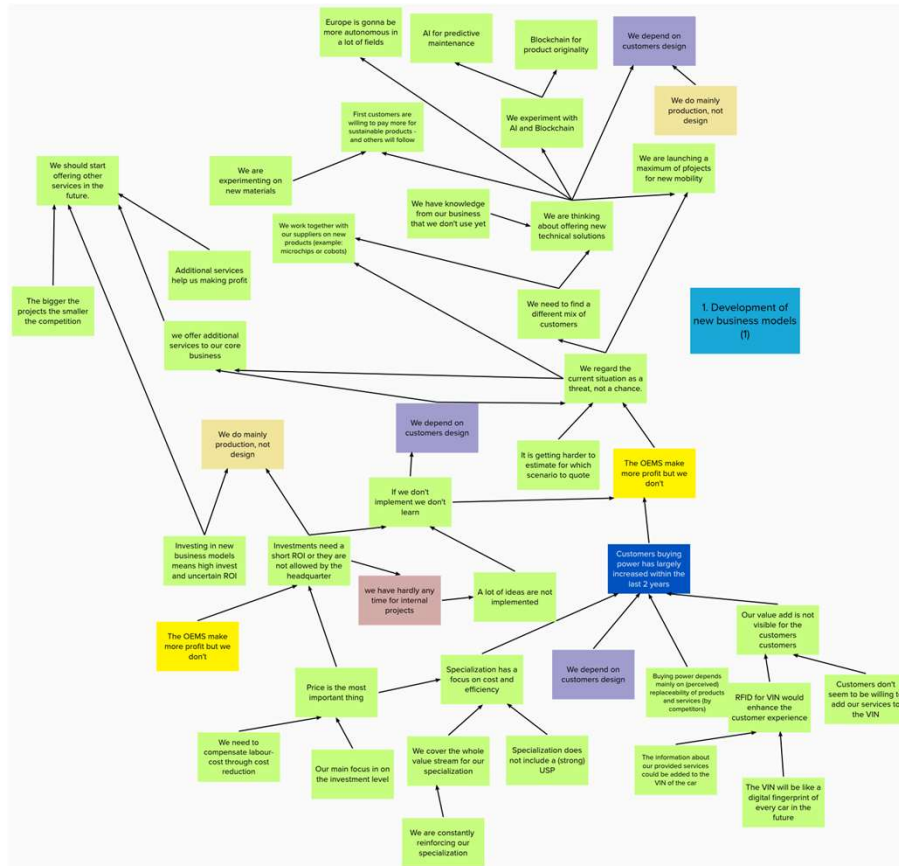 Europe is gonna be
more autonomous in
a lot of fields
AI for predictive
maintenance
Blockchain for
product originality
We depend on
customers design
We do mainly
production, not
design
First customers are
willing to pay more for
sustainable products -
and others will follow
We experiment with
AI and Blockchain
We are launching a
maximum of pfojects
for new mobility
We should start
offering other
services in the
future.
We are
experimenting on
new materials
We have knowledge
from our business
that we don't use yet
We are thinking
about offering new
technical solutions
We work together with
our suppliers on new
products (example:
microchips or cobots)
Additional services
help us making profit
The bigger the
projects the smaller
the competition
We need to find a
different mix of
customers
1. Development of
new business models
(1)
we offer additional
services to our core
business
We regard the
current situation as a
threat, not a chance.
We do mainly
production, not
design
We depend on
customers design
It is getting harder to
estimate for which
scenario to quote
The OEMS make
more profit but we
don't
If we don't
implement we don't
learn
Investing in new
business models
means high invest
and uncertain ROI
Investments need a
short ROI or they are
not allowed by the
headquarter
we have hardly any
time for internal
projects
A lot of ideas are not
implemented
Customers buying
power has largely
increased within the
last 2 years
The OEMS make
more profit but we
don't
Our value add is not
visible for the
customers
customers
Price is the most
important thing
Specialization has a
focus on cost and
efficiency
We depend on
customers design
Buying power depends
mainly on (perceived)
replaceability of products
and services (by
competitors)
RFID for VIN would
enhance the
customer experience
Customers don't
seem to be willing to
add our services to
the VIN
We need to
compensate labour-
cost through cost
reduction
Our main focus in on
the investment level
We cover the whole
value stream for our
specialization
Specialization does
not include a (strong)
USP
The information about
our provided services
could be added to the
VIN of the car
The VIN will be like a
digital fingerprint of
every car in the
future
We are constantly
reinforcing our
specialization